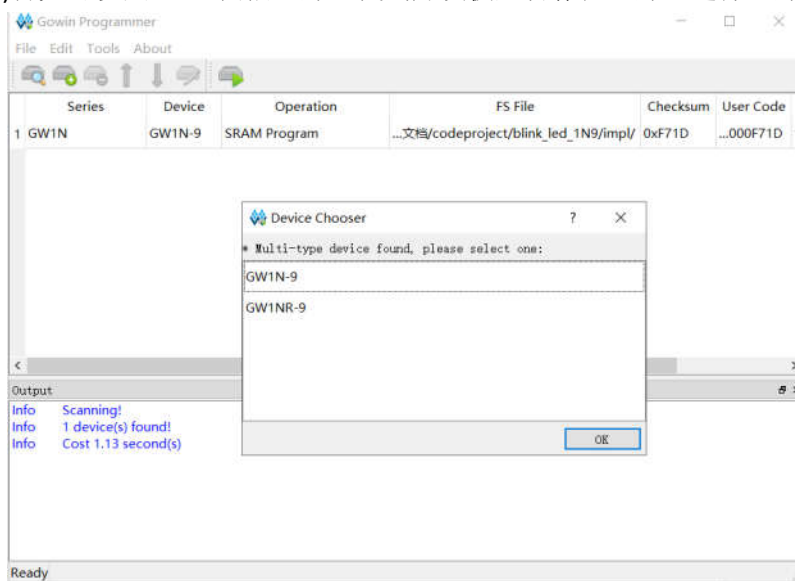 Gowin Programmer
File Edit Tools About
Series Device Operation FS File Checksum User Code
1 GW1N GW1N-9 SRAM Program ...文档/codeproject/blink_led_1N9/impl/ 0xF71D ...000F71D
Device Chooser ? ×
* Multi-type device found, please select one:
GW1N-9
GW1NR-9
OK
Output
Info Scanning!
Info 1 device(s) found!
Info Cost 1.13 second(s)
Ready